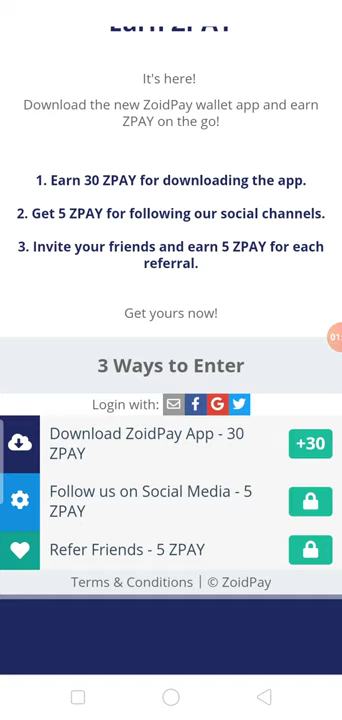 Earn ZPAY
It's here!
Download the new ZoidPay wallet app and earn
ZPAY on the go!
1. Earn 30 ZPAY for downloading the app.
2. Get 5 ZPAY for following our social channels.
3. Invite your friends and earn 5 ZPAY for each
referral.
Get yours now!
3 Ways to Enter
Login with:
Download ZoidPay App - 30
ZPAY
+30
Follow us on Social Media - 5
ZPAY
Refer Friends - 5 ZPAY
Terms & Conditions | © ZoidPay